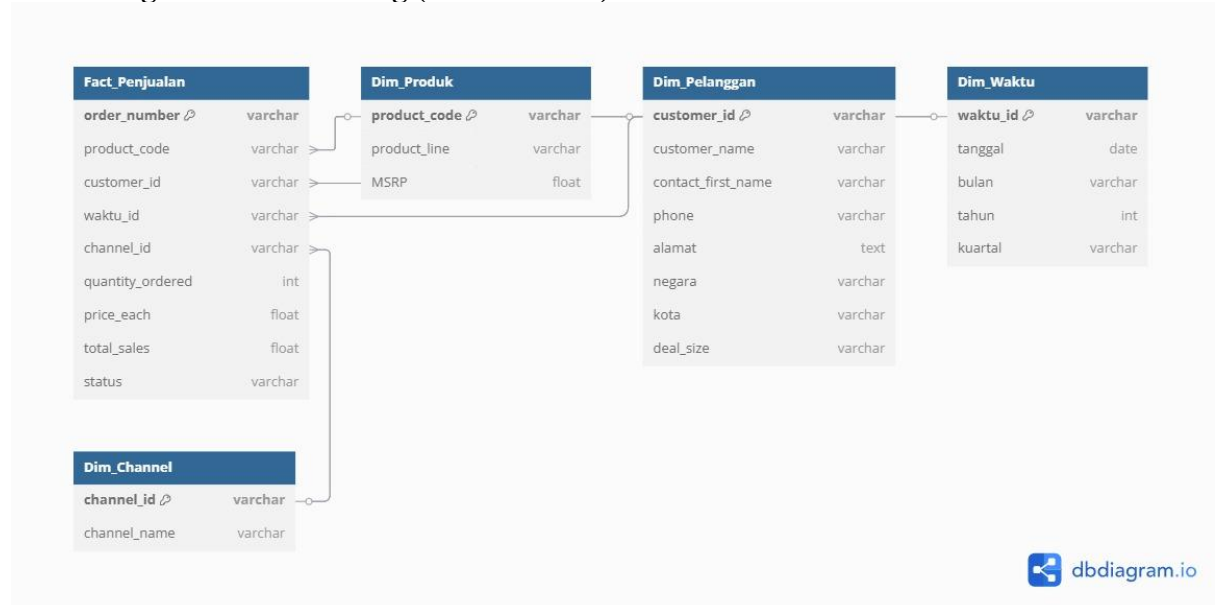 Fact_Penjualan
order_number varchar
product_code varchar
customer_id varchar
waktu_id varchar
channel_id varchar
quantity_ordered int
price_each float
total_sales float
status varchar
Dim_Produk
product_code varchar
product_line varchar
MSRP float
Dim_Pelanggan
customer_id varchar
customer_name varchar
contact_first_name varchar
phone varchar
alamat text
negara varchar
kota varchar
deal_size varchar
Dim_Waktu
waktu_id varchar
tanggal date
bulan varchar
tahun int
kuartal varchar
Dim_Channel
channel_id varchar
channel_name varchar
dbdiagram.io